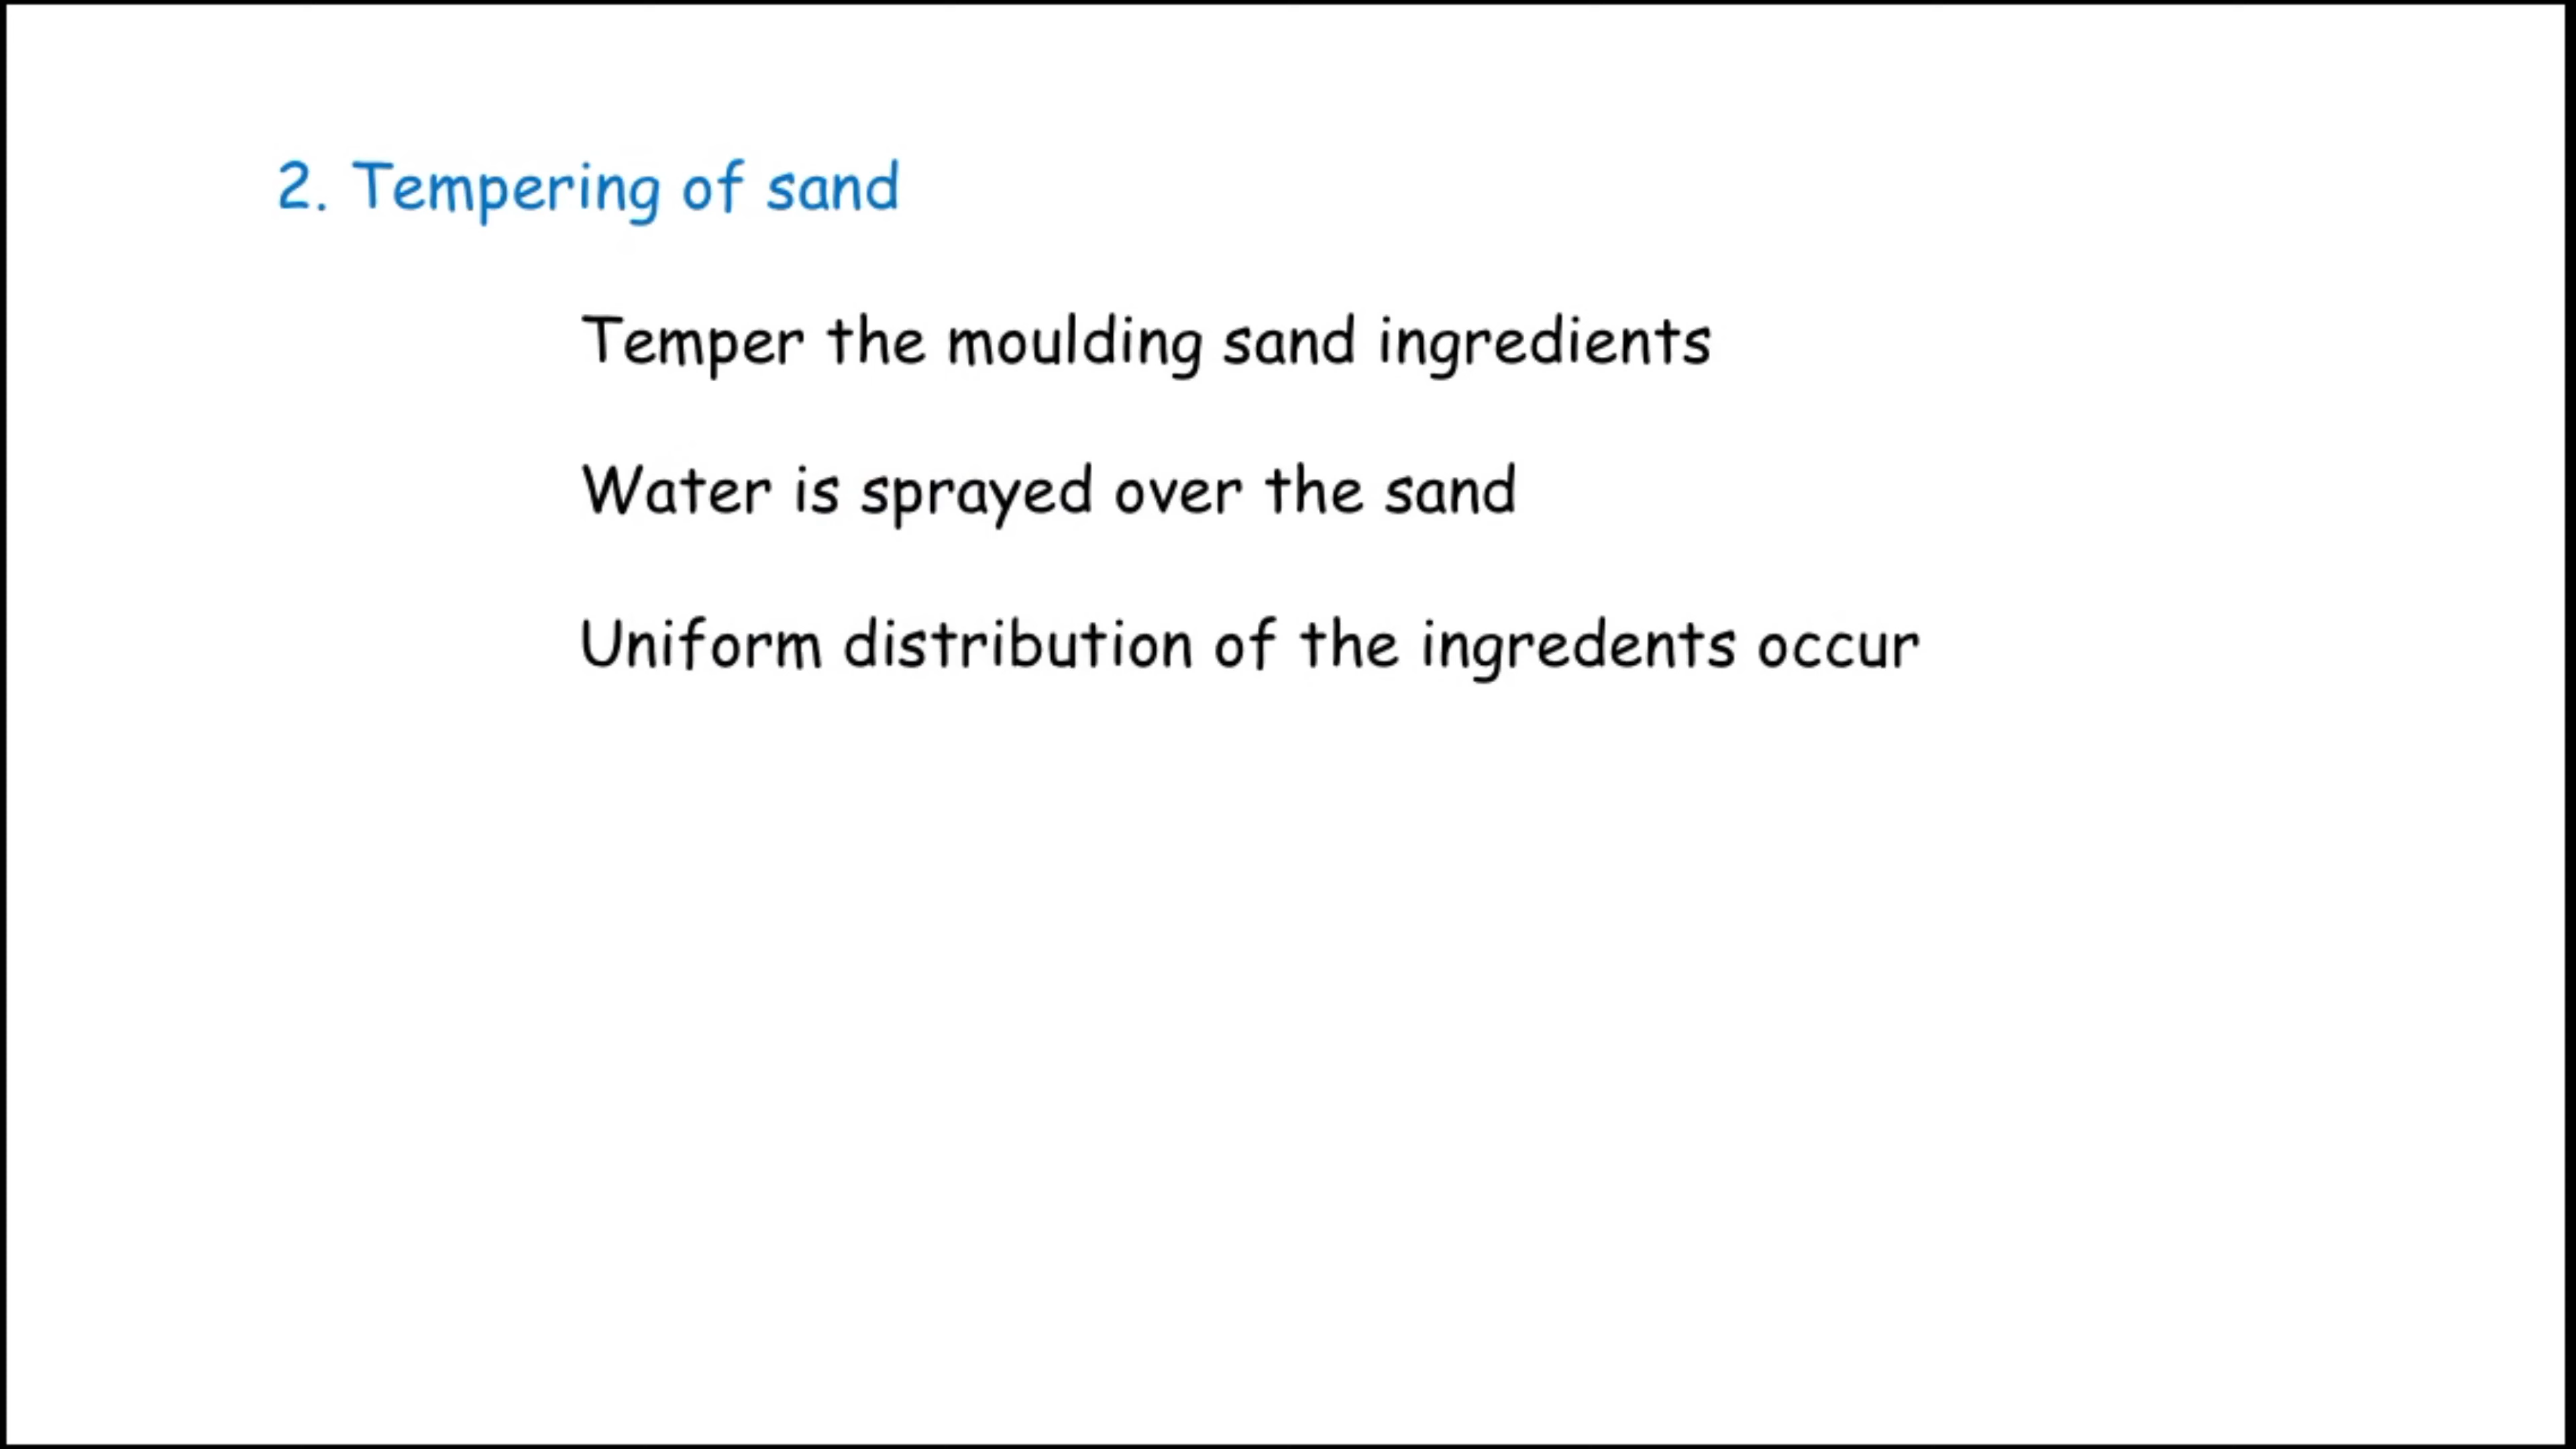 2. Tempering of sand
Temper the moulding sand ingredients
Water is sprayed over the sand
Uniform distribution of the ingredents occur